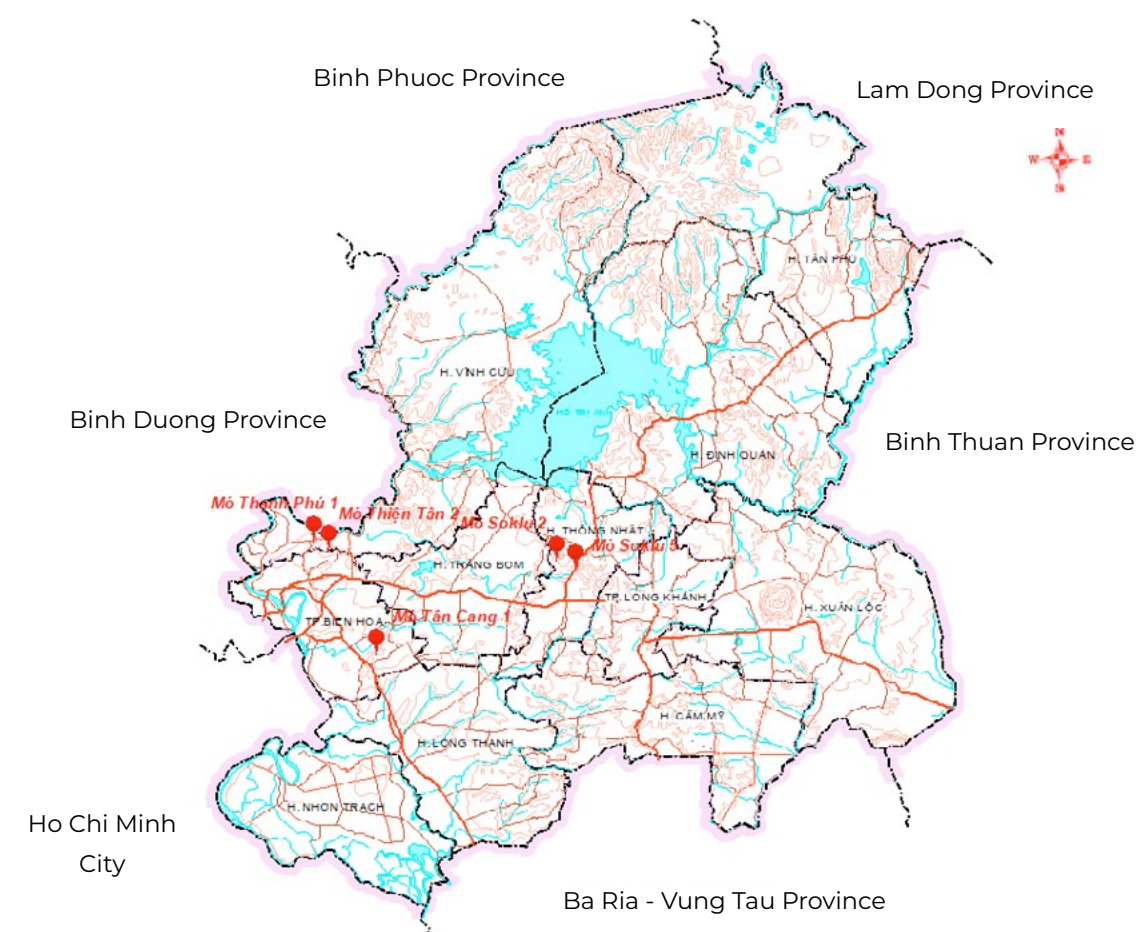 Binh Phuoc Province
Lam Dong Province
N
W E
S
H. TÂN PHÚ
H. VĨNH CỬU
Binh Duong Province
HỒ TRỊ AN
Binh Thuan Province
H. ĐỊNH QUÁN
Mỏ Thạnh Phú 1
Mỏ Thiện Tân 2
Mỏ Soklu 2
H. THỐNG NHẤT
Mỏ Soklu 5
H. TRẢNG BOM
TP. LONG KHÁNH
H. XUÂN LỘC
Mỏ Tân Cang 1
TP.BIÊN HOÀ
H. CẨM MỸ
H. LONG THÀNH
H. NHƠN TRẠCH
Ho Chi Minh
City
Ba Ria - Vung Tau Province